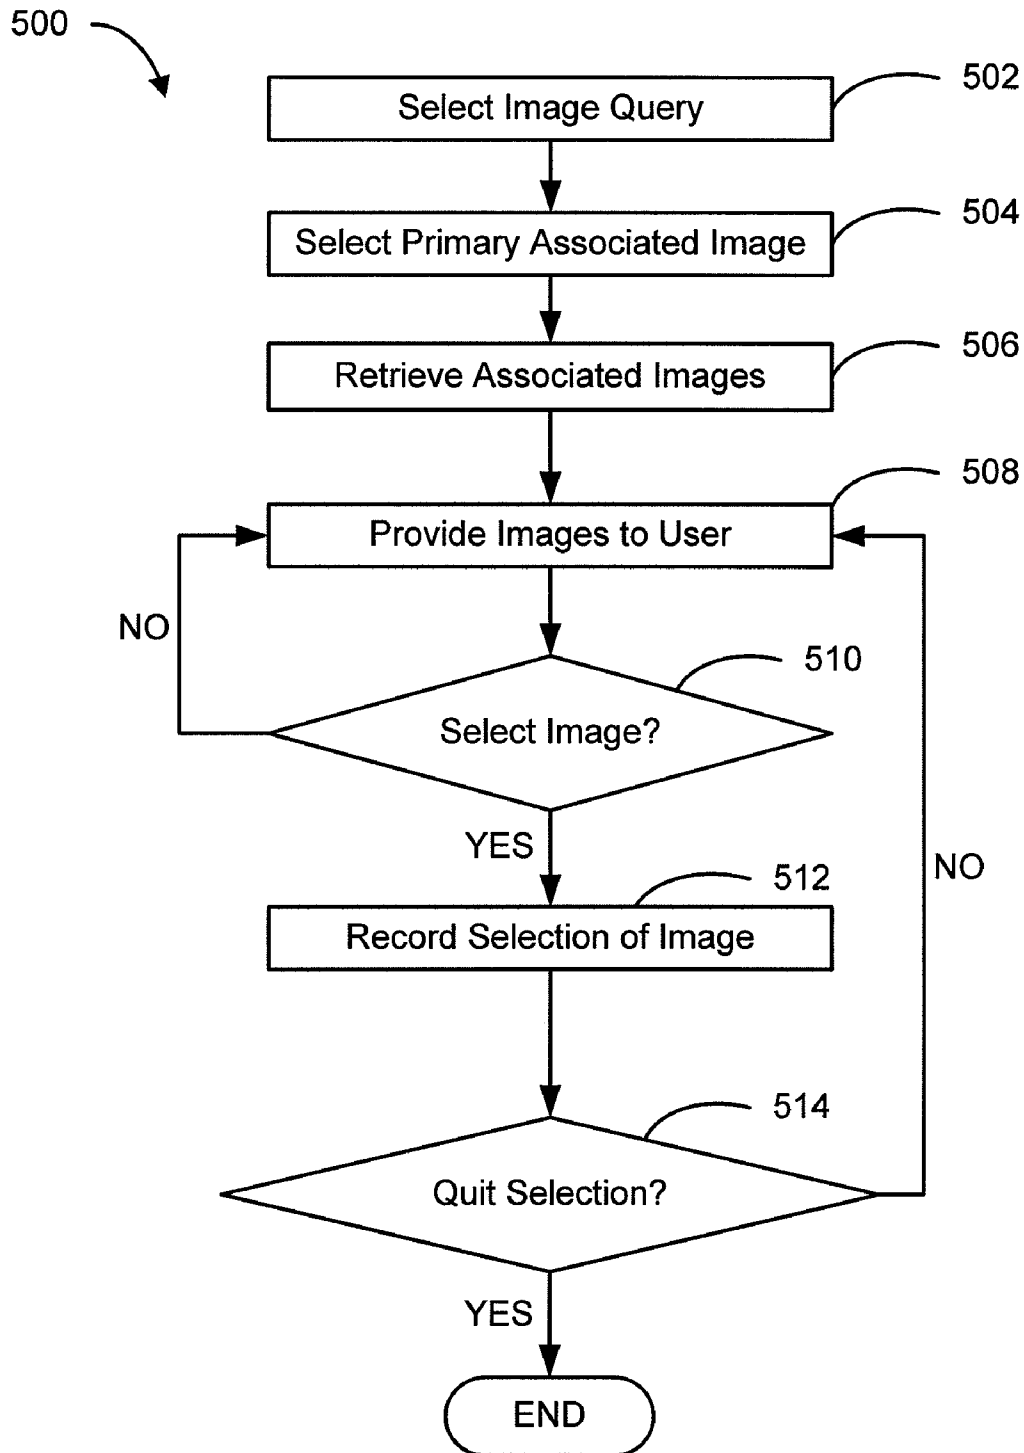 500
502
Select Image Query
504
Select Primary Associated Image
506
Retrieve Associated Images
508
Provide Images to User
NO
510
Select Image?
YES
NO
512
Record Selection of Image
514
Quit Selection?
YES
END